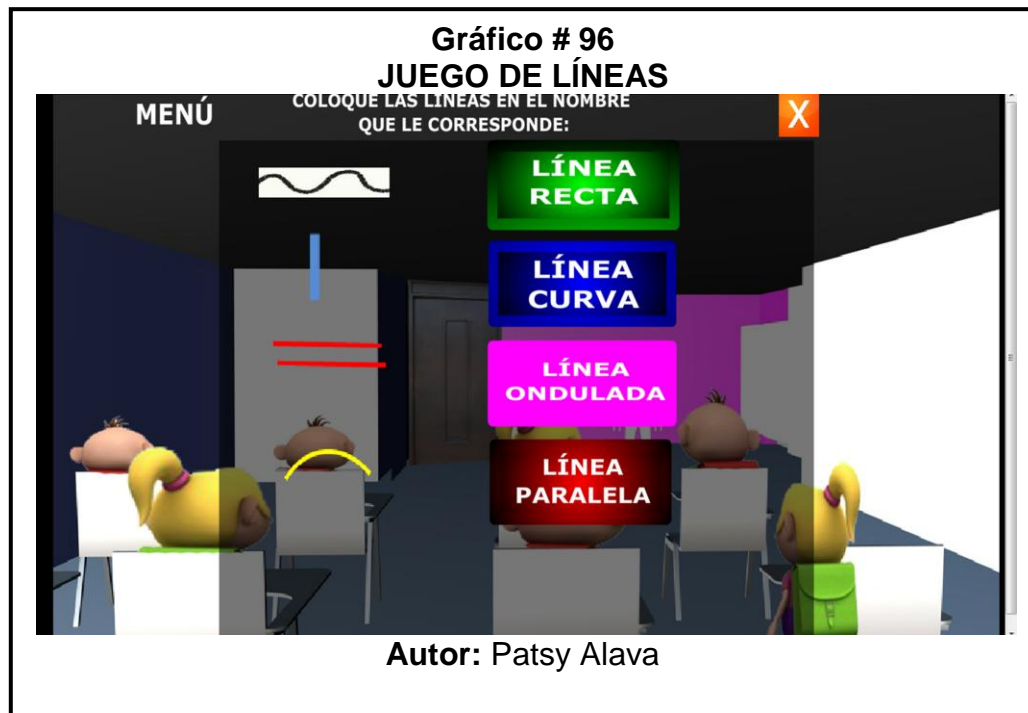 Gráfico # 96
JUEGO DE LÍNEAS
MENÚ
COLOQUE LAS LÍNEAS EN EL NOMBRE
QUE LE CORRESPONDE:
X
LÍNEA
RECTA
LÍNEA
CURVA
LÍNEA
ONDULADA
LÍNEA
PARALELA
Autor: Patsy Alava